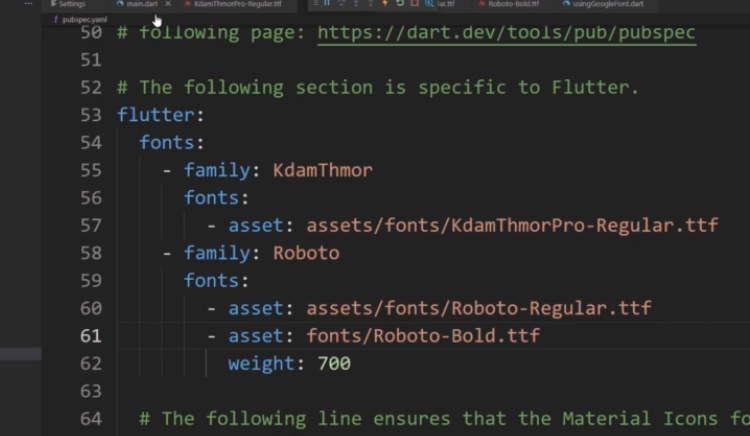 Settings main.dart KdamThmorPro-Regular.ttf lar.ttf Roboto-Bold.ttf usingGoogleFont.dart
! pubspec.yaml
50 # following page: https://dart.dev/tools/pub/pubspec
51
52 # The following section is specific to Flutter.
53 flutter:
54 fonts:
55 - family: KdamThmor
56 fonts:
57 - asset: assets/fonts/KdamThmorPro-Regular.ttf
58 - family: Roboto
59 fonts:
60 - asset: assets/fonts/Roboto-Regular.ttf
61 - asset: fonts/Roboto-Bold.ttf
62 weight: 700
63
64 # The following line ensures that the Material Icons fo